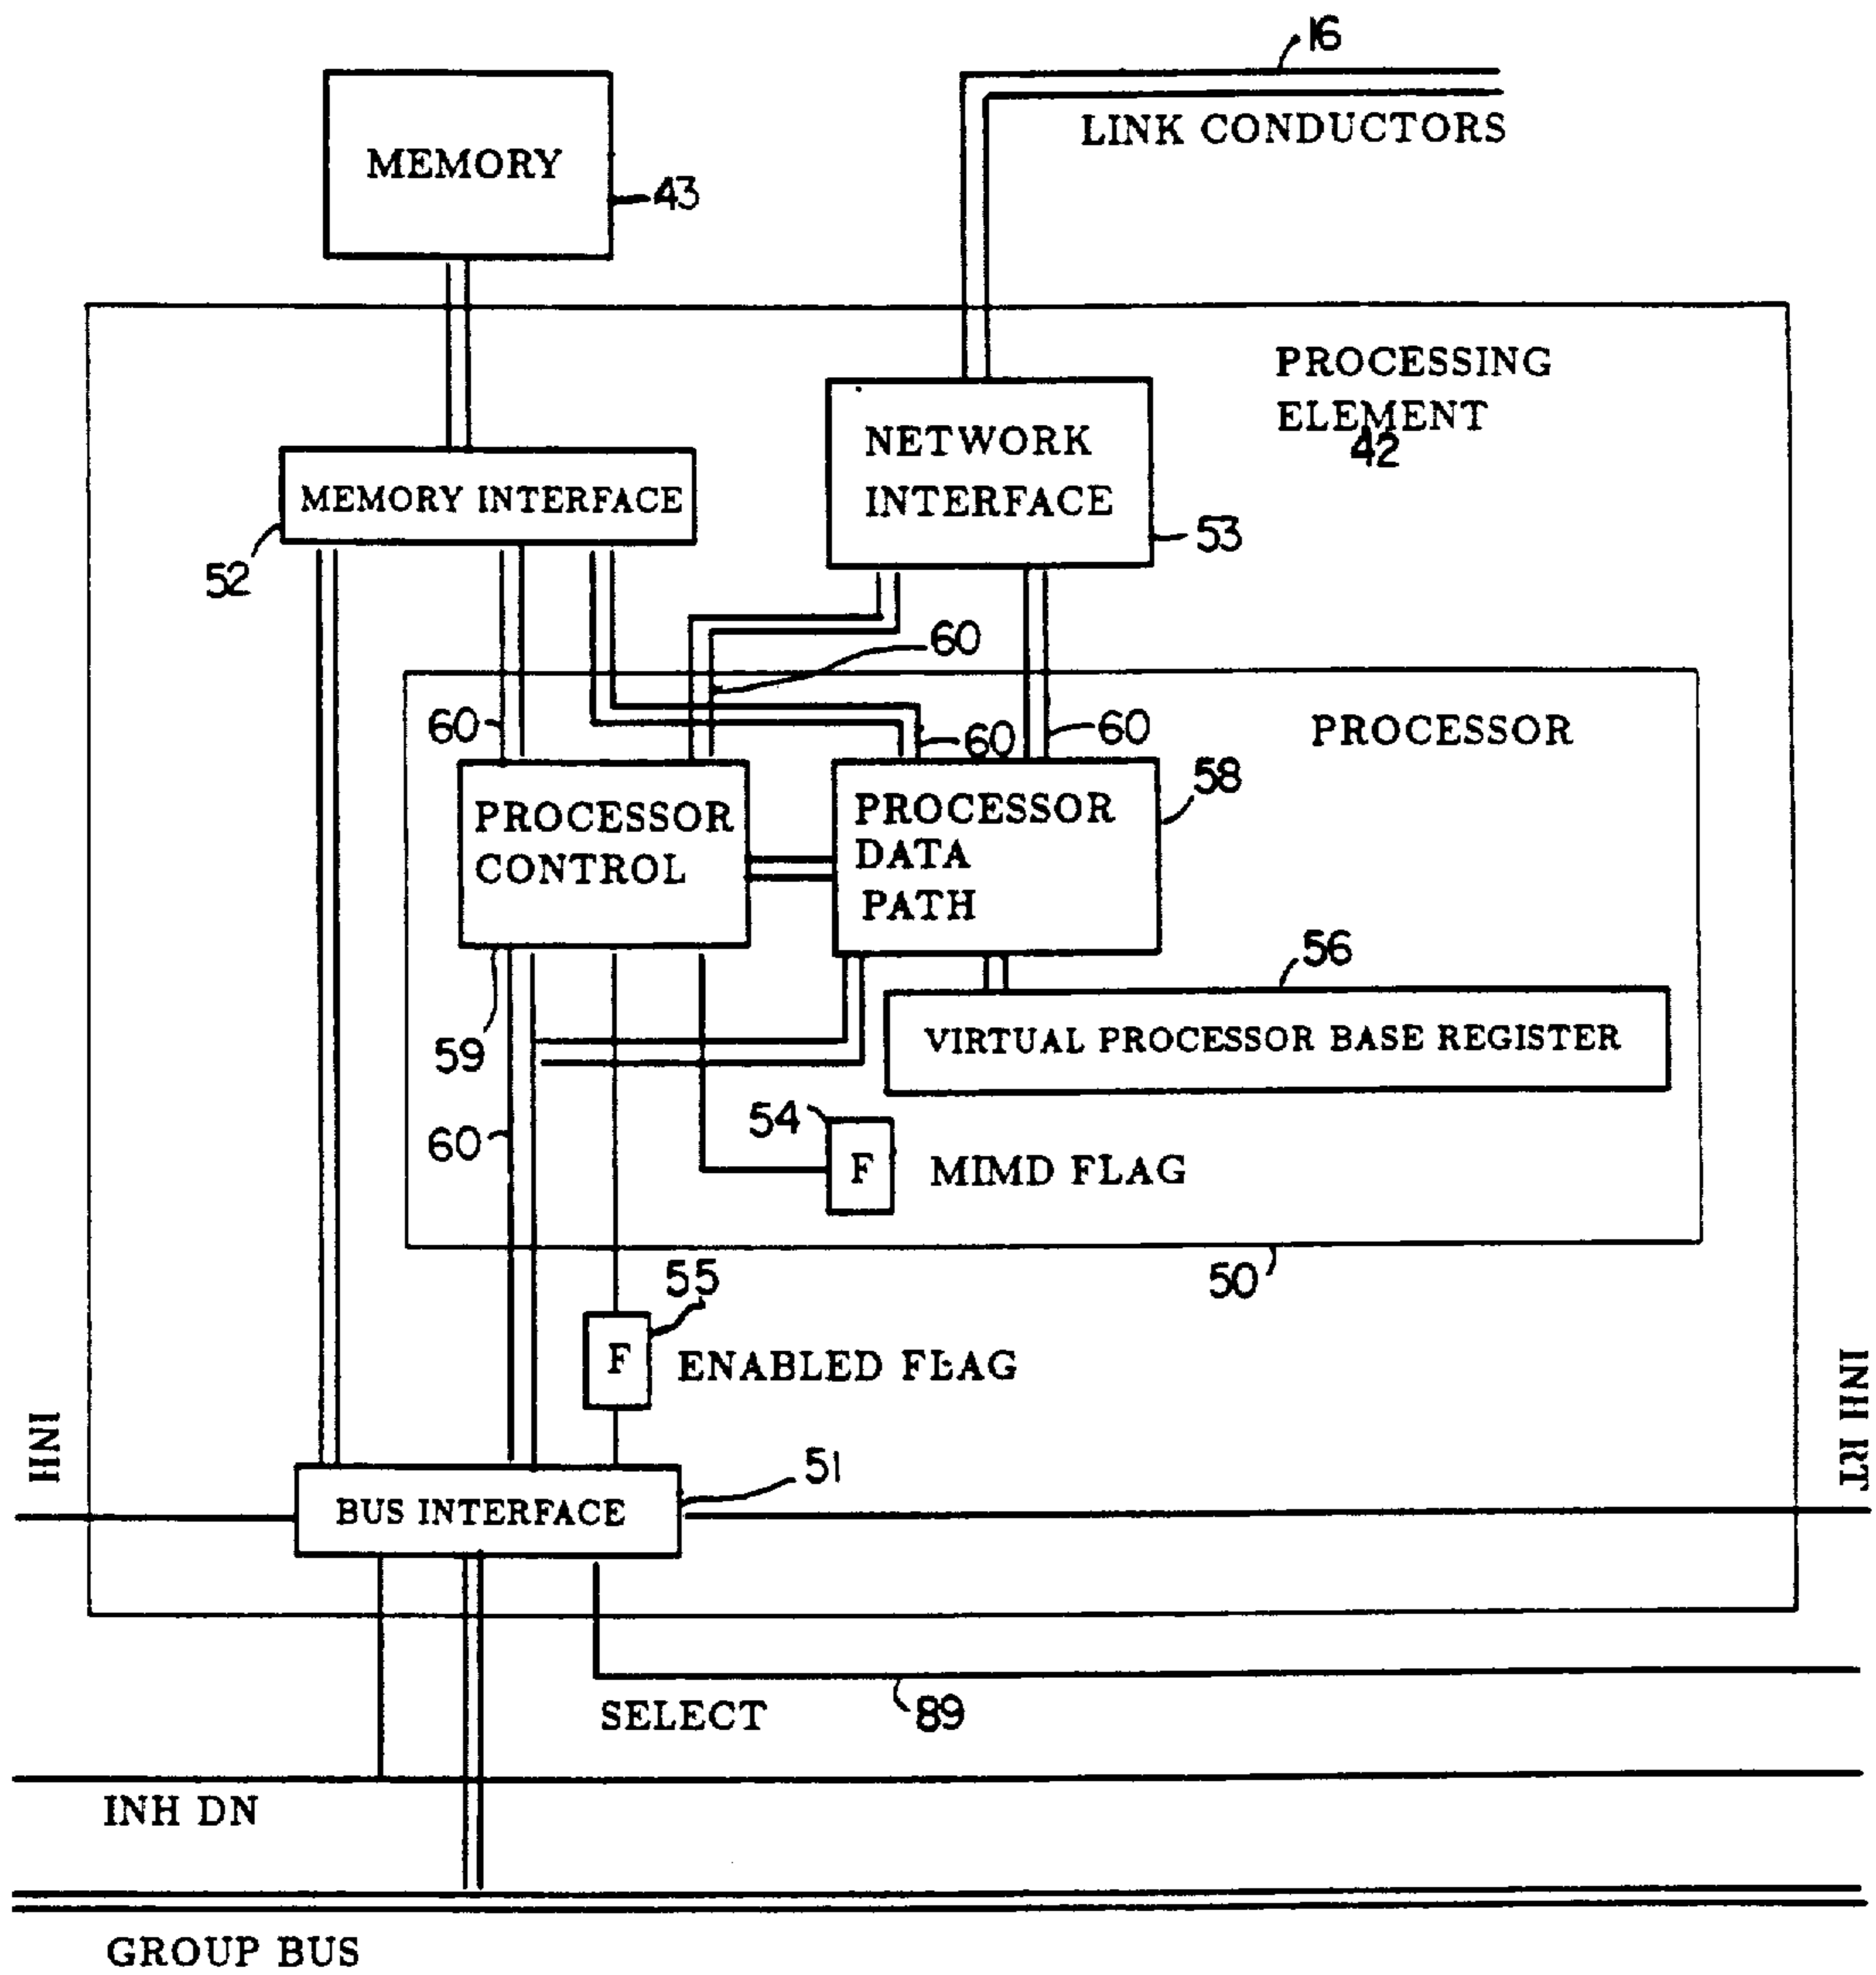 16
LINK CONDUCTORS
MEMORY
43
PROCESSING
ELEMENT
42
NETWORK
INTERFACE
53
MEMORY INTERFACE
52
60
60
60
60
PROCESSOR
58
PROCESSOR
CONTROL
PROCESSOR
DATA
PATH
56
59
VIRTUAL PROCESSOR BASE REGISTER
54
60
F
MIMD FLAG
50
55
F
ENABLED FLAG
INH
INH RT
51
BUS INTERFACE
SELECT
89
INH DN
GROUP BUS